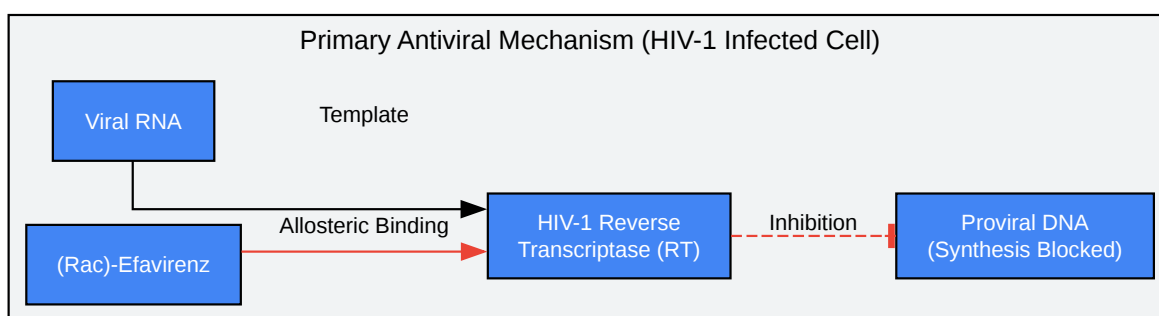 Primary Antiviral Mechanism (HIV-1 Infected Cell)
Viral RNA
Template
Allosteric Binding
(Rac)-Efavirenz
HIV-1 Reverse
Transcriptase (RT)
Inhibition
Proviral DNA
(Synthesis Blocked)